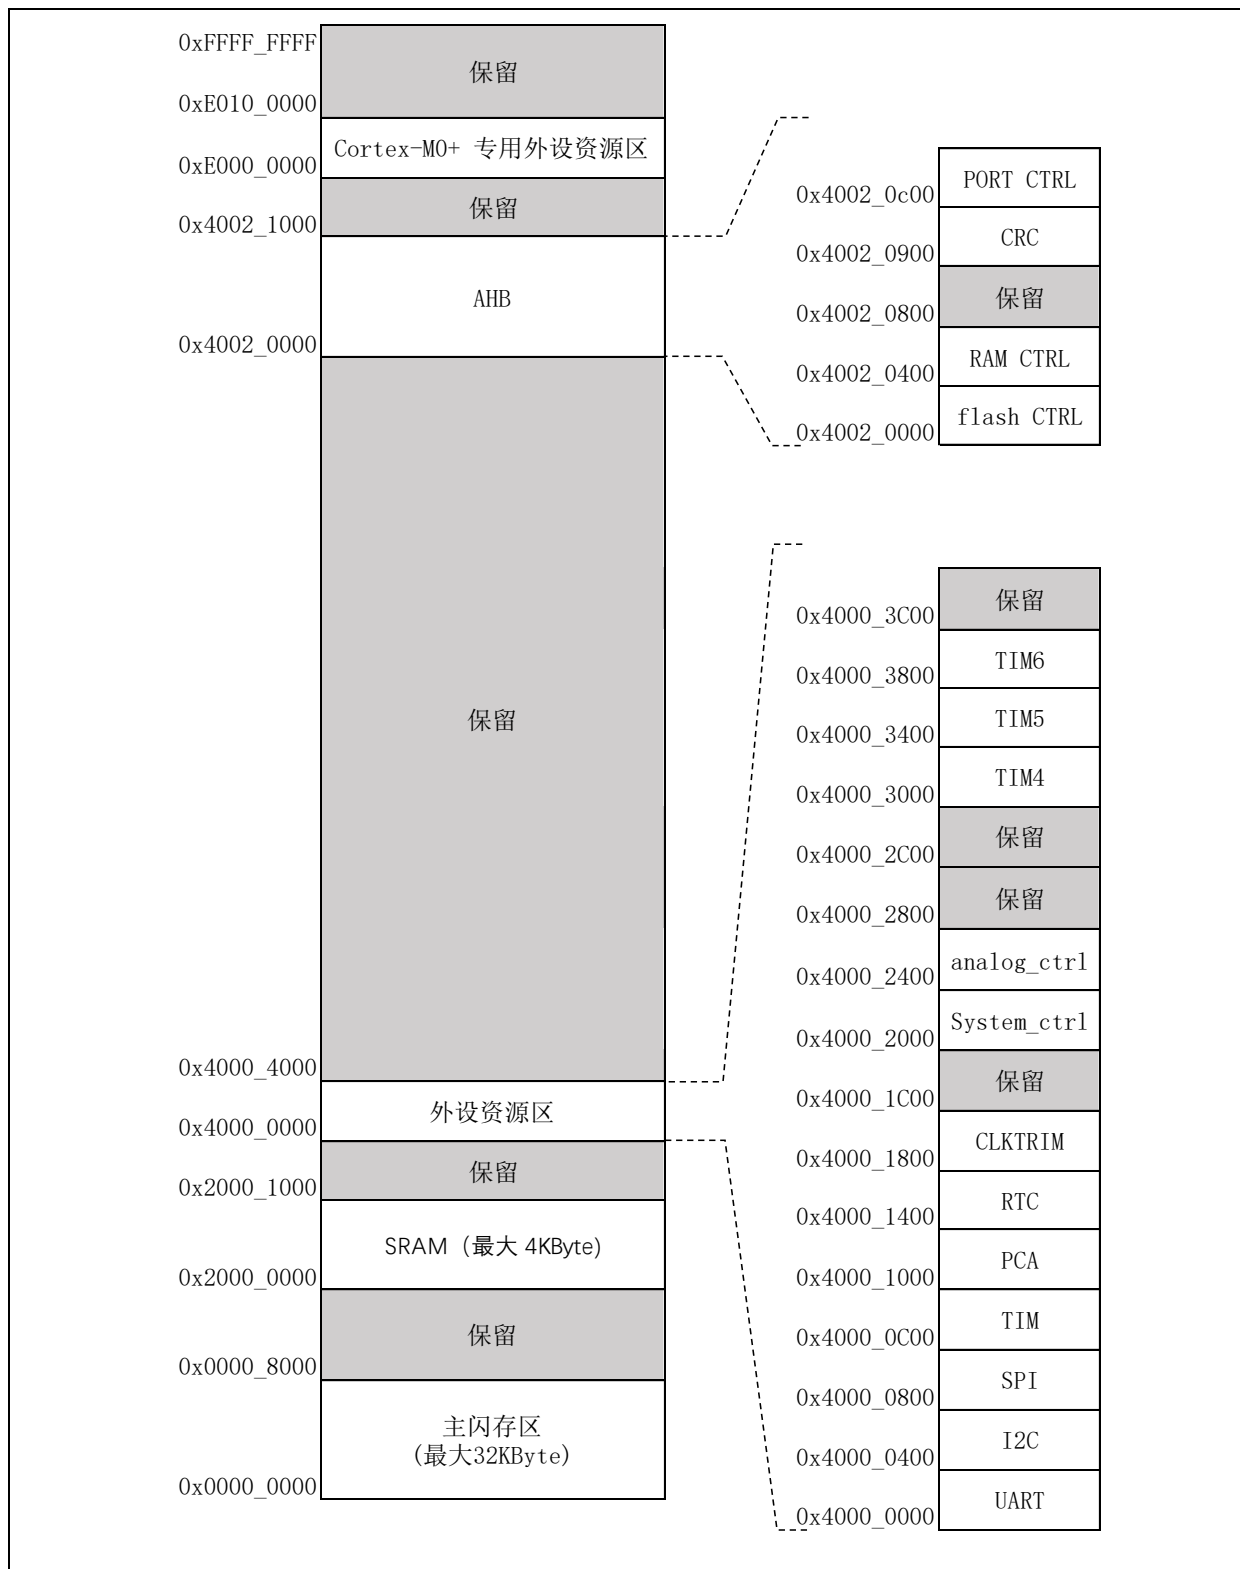 0xFFFF_FFFF
保留
0xE010_0000
Cortex-M0+ 专用外设资源区
0xE000_0000
保留
0x4002_1000
AHB
0x4002_0000
保留
0x4000_4000
外设资源区
0x4000_0000
保留
0x2000_1000
SRAM（最大 4KByte)
0x2000_0000
保留
0x0000_8000
主闪存区
(最大32KByte)
0x0000_0000
PORT CTRL
0x4002_0c00
CRC
0x4002_0900
保留
0x4002_0800
RAM CTRL
0x4002_0400
flash CTRL
0x4002_0000
保留
0x4000_3C00
TIM6
0x4000_3800
TIM5
0x4000_3400
TIM4
0x4000_3000
保留
0x4000_2C00
保留
0x4000_2800
analog_ctrl
0x4000_2400
System_ctrl
0x4000_2000
保留
0x4000_1C00
CLKTRIM
0x4000_1800
RTC
0x4000_1400
PCA
0x4000_1000
TIM
0x4000_0C00
SPI
0x4000_0800
I2C
0x4000_0400
UART
0x4000_0000